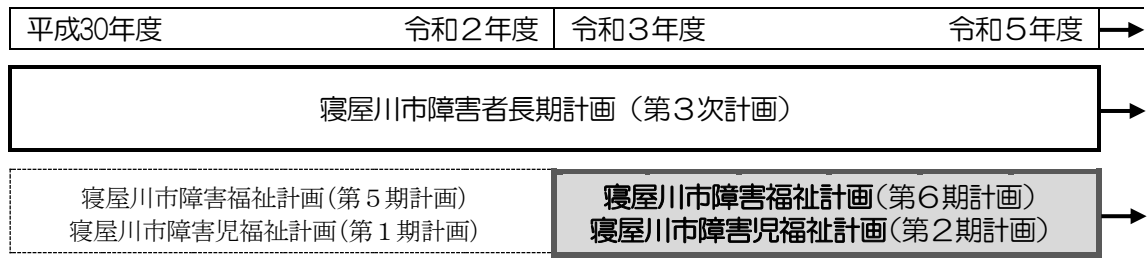 平成30年度 令和２年度 令和３年度 令和５年度
寝屋川市障害者長期計画（第３次計画）
寝屋川市障害福祉計画(第５期計画) 寝屋川市障害福祉計画(第６期計画)
寝屋川市障害児福祉計画(第１期計画) 寝屋川市障害児福祉計画(第２期計画)